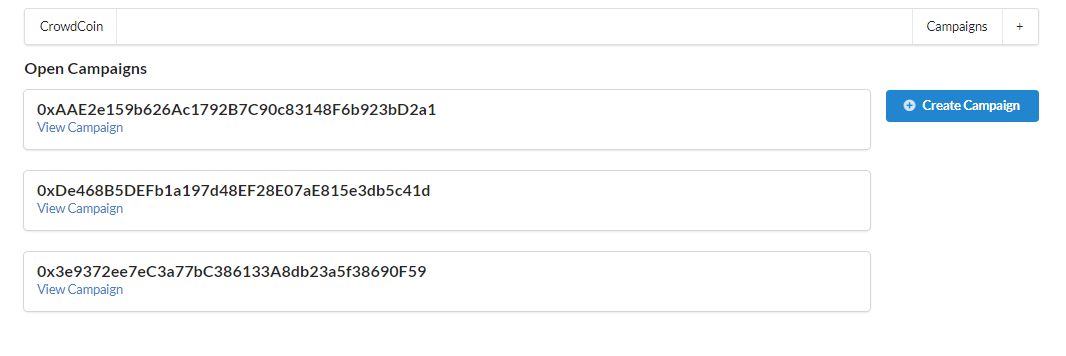 CrowdCoin Campaigns +
Open Campaigns
0xAAE2e159b626Ac1792B7C90c83148F6b923bD2a1
View Campaign
Create Campaign
0xDe468B5DEFb1a197d48EF28E07aE815e3db5c41d
View Campaign
0x3e9372ee7eC3a77bC386133A8db23a5f38690F59
View Campaign